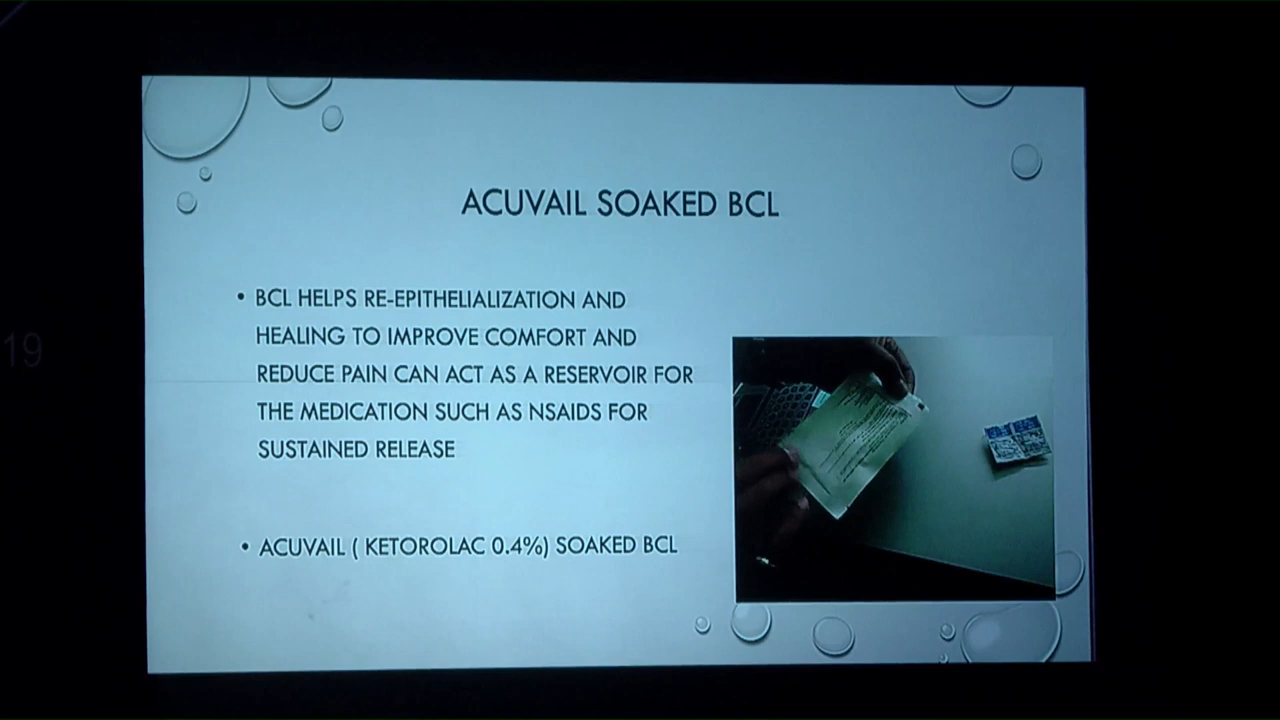 ACUVAIL SOAKED BCL
• BCL HELPS RE-EPITHELIALIZATION AND
HEALING TO IMPROVE COMFORT AND
REDUCE PAIN CAN ACT AS A RESERVOIR FOR
THE MEDICATION SUCH AS NSAIDS FOR
SUSTAINED RELEASE
• ACUVAIL ( KETOROLAC 0.4%) SOAKED BCL
19